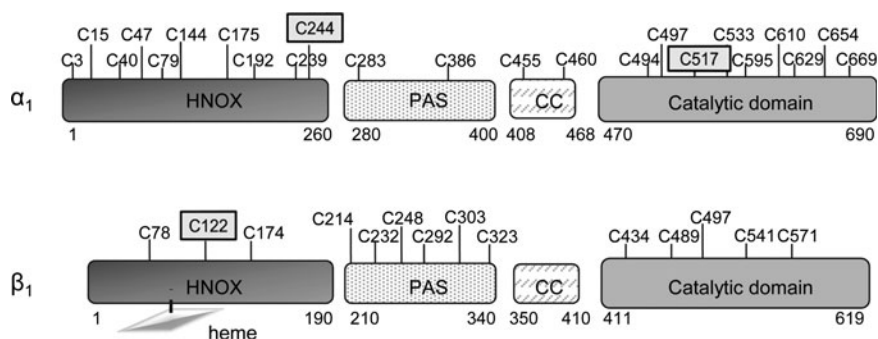 C244
C15 C47 C144 C175 C497 C533 C610 C654
C3 C40 C79 C192 C239 C283 C386 C455 C460 C494 C517 C595 C629 C669
α1 HNOX PAS CC Catalytic domain
1 260 280 400 408 468 470 690
C122 C214 C248 C303 C497
C78 C174 C232 C292 C323 C434 C489 C541 C571
β1 HNOX PAS CC Catalytic domain
1 190 210 340 350 410 411 619
heme